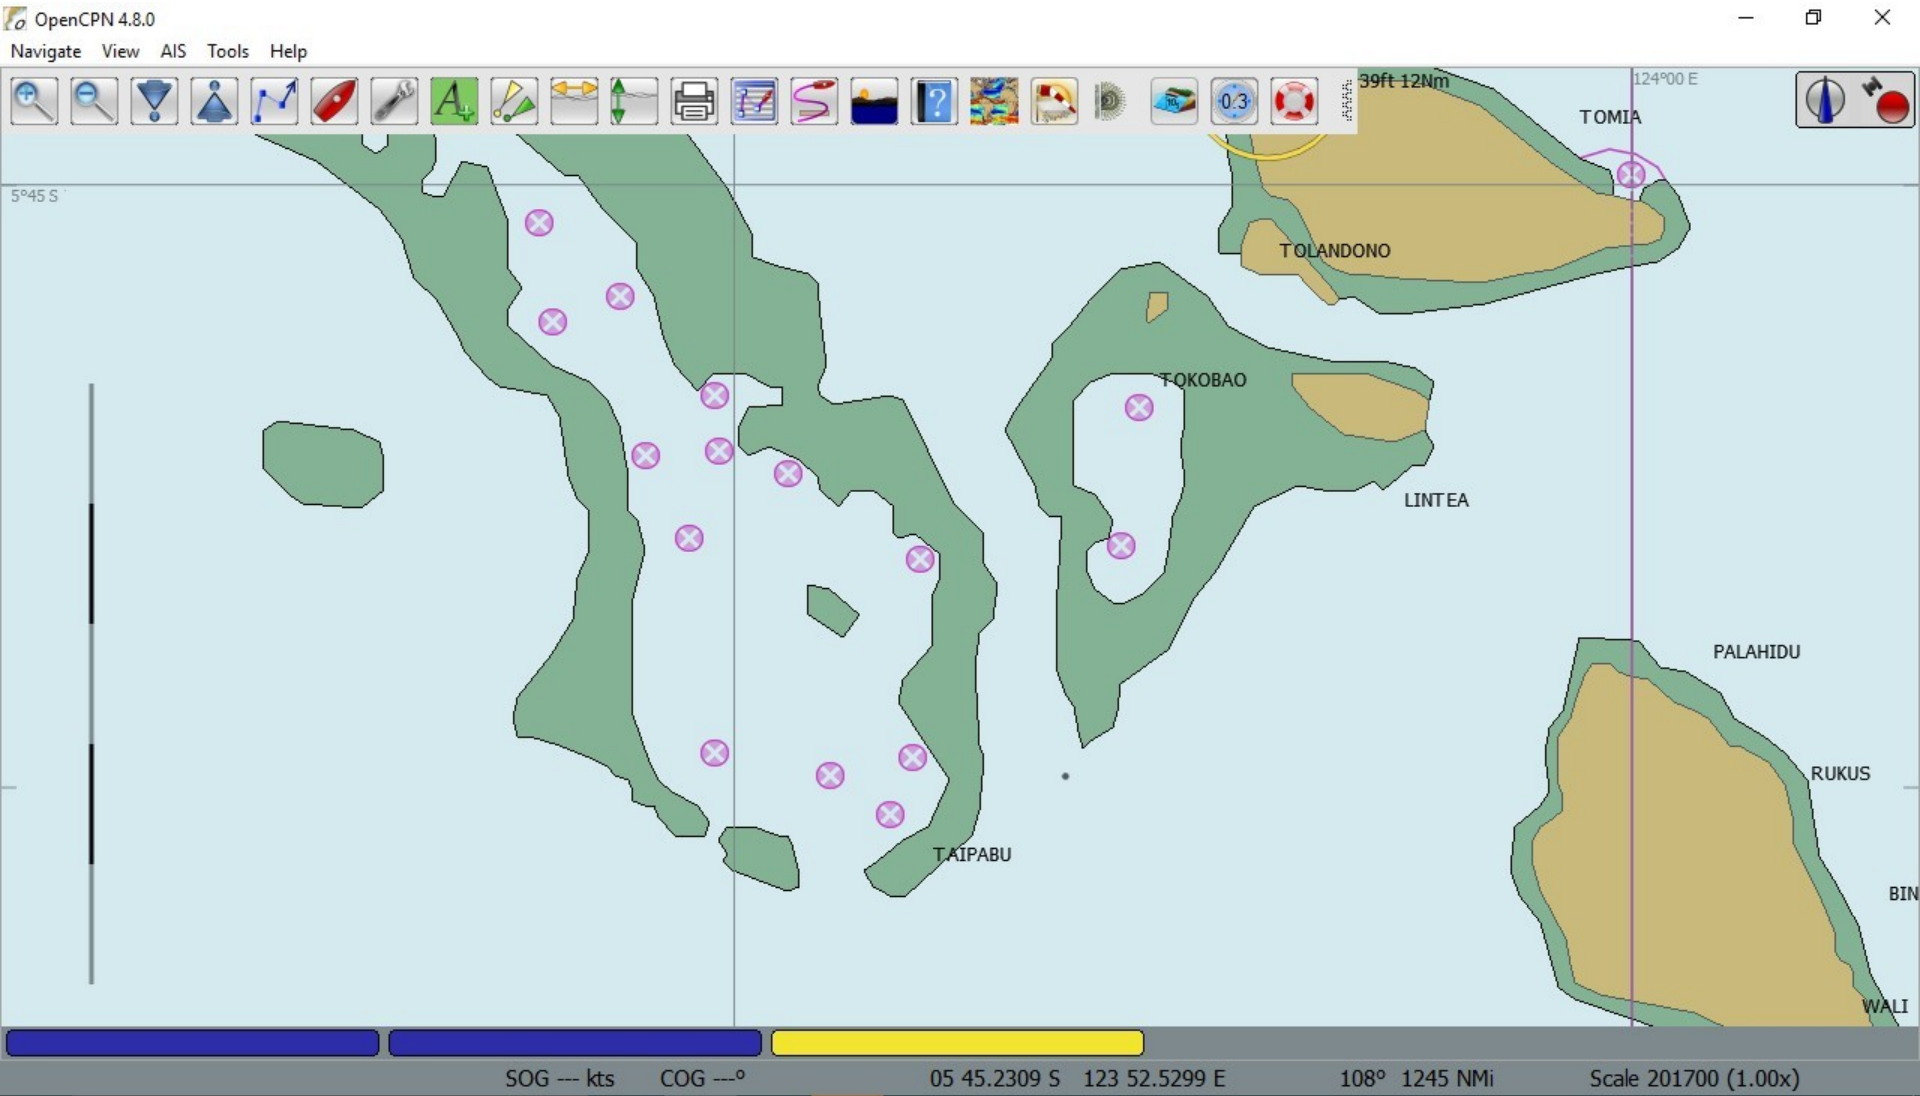 OpenCPN 4.8.0
Navigate View AIS Tools Help
39ft 12Nm
124°00 E
TOMIA
5°45 S
TOLANDONO
TOKOBAO
LINTEA
PALAHIDU
RUKUS
TAIPABU
BIN
WALI
SOG --- kts COG ---° 05 45.2309 S 123 52.5299 E 108° 1245 NMi Scale 201700 (1.00x)